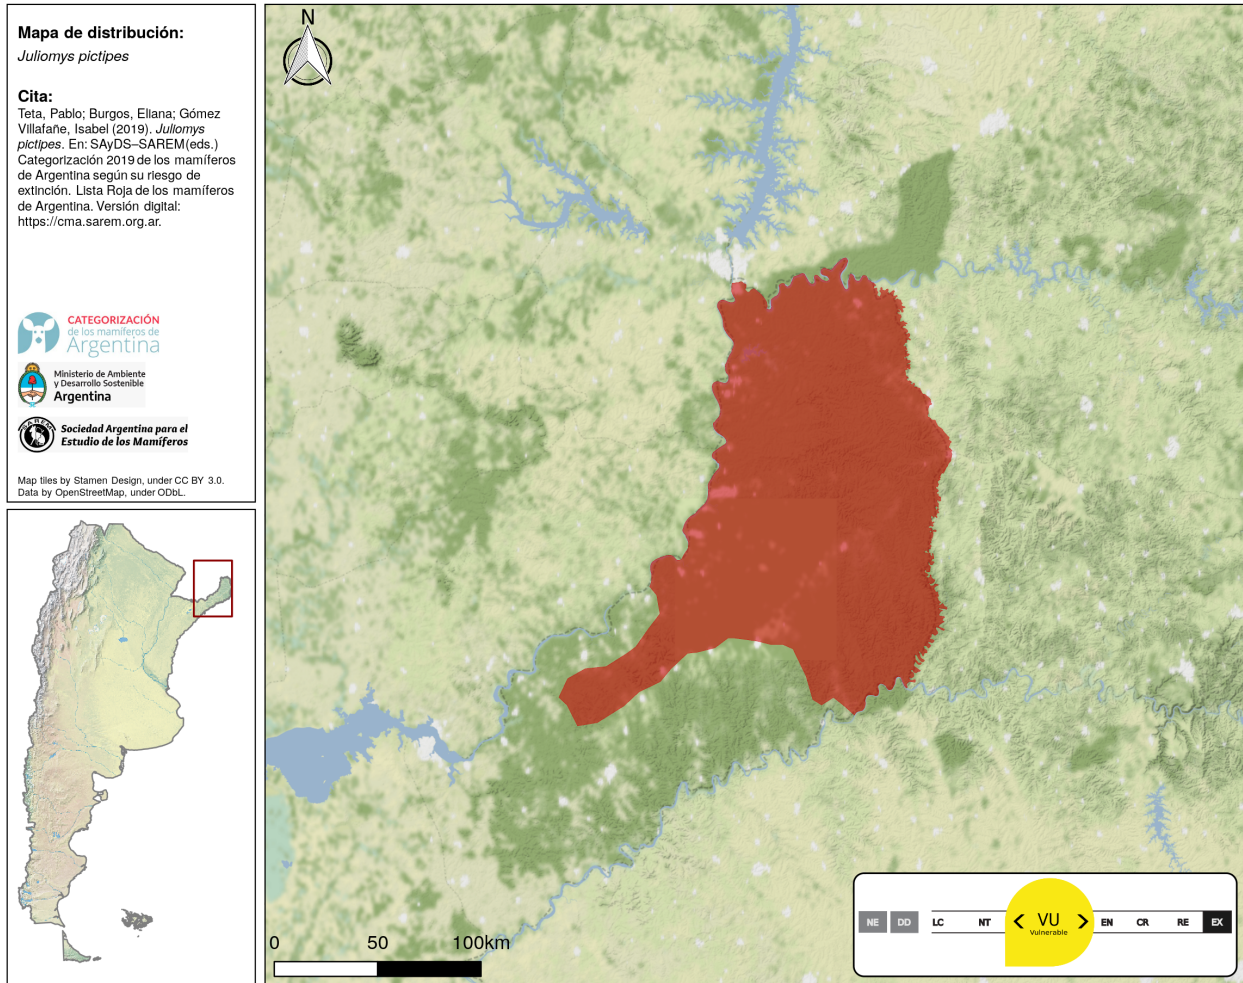 Mapa de distribución:
Juliomys pictipes
Cita:
Teta, Pablo; Burgos, Eliana; Gómez
Villafañe, Isabel (2019). Juliomys
pictipes. En: SAyDS–SAREM(eds.)
Categorización 2019 de los mamíferos
de Argentina según su riesgo de
extinción. Lista Roja de los mamíferos
de Argentina. Versión digital:
https://cma.sarem.org.ar.
CATEGORIZACIÓN
de los mamíferos de
Argentina
Ministerio de Ambiente
y Desarrollo Sostenible
Argentina
SAREM
Sociedad Argentina para el
Estudio de los Mamíferos
Map tiles by Stamen Design, under CC BY 3.0.
Data by OpenStreetMap, under ODbL.
N
0 50 100km
NE DD LC NT VU EN CR RE EX
Vulnerable